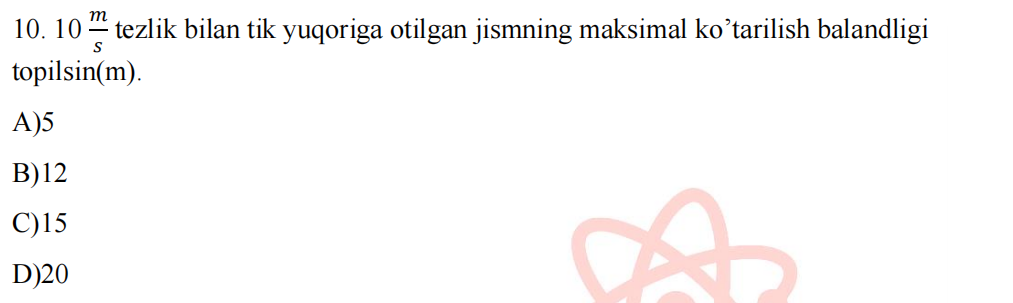 10. 10 m/s tezlik bilan tik yuqoriga otilgan jismning maksimal ko’tarilish balandligi
topilsin(m).
A)5
B)12
C)15
D)20